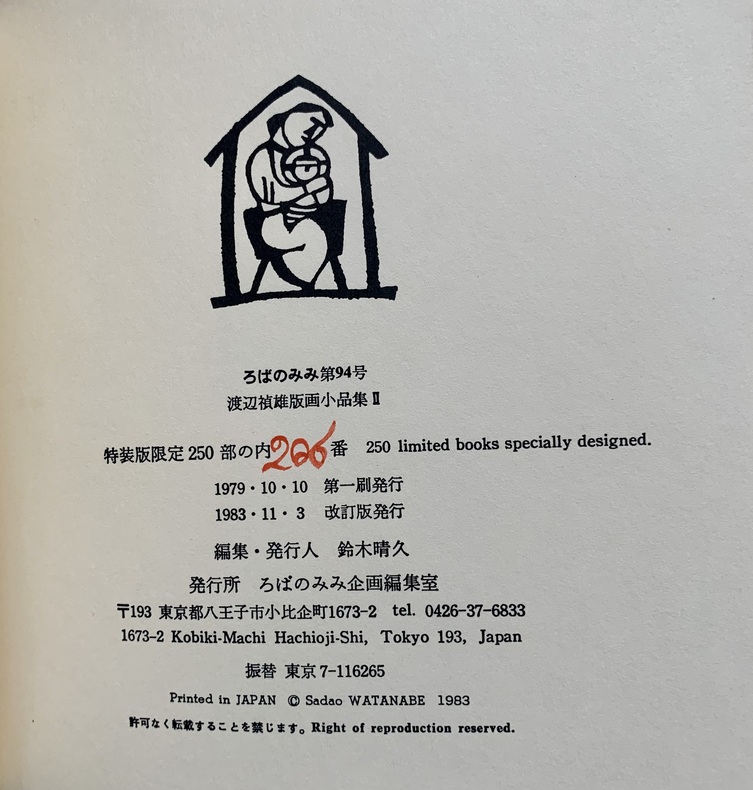 ろばのみみ第94号
渡辺禎雄版画小品集Ⅱ
特装版限定 250 部の内206番 250 limited books specially designed.
1979・10・10 第一刷発行
1983・11・3 改訂版発行
編集・発行人 鈴木晴久
発行所 ろばのみみ企画編集室
〒193 東京都八王子市小比企町1673-2 tel. 0426-37-6833
1673-2 Kobiki-Machi Hachioji-Shi, Tokyo 193, Japan
振替 東京 7-116265
Printed in JAPAN © Sadao WATANABE 1983
許可なく転載することを禁じます。Right of reproduction reserved.